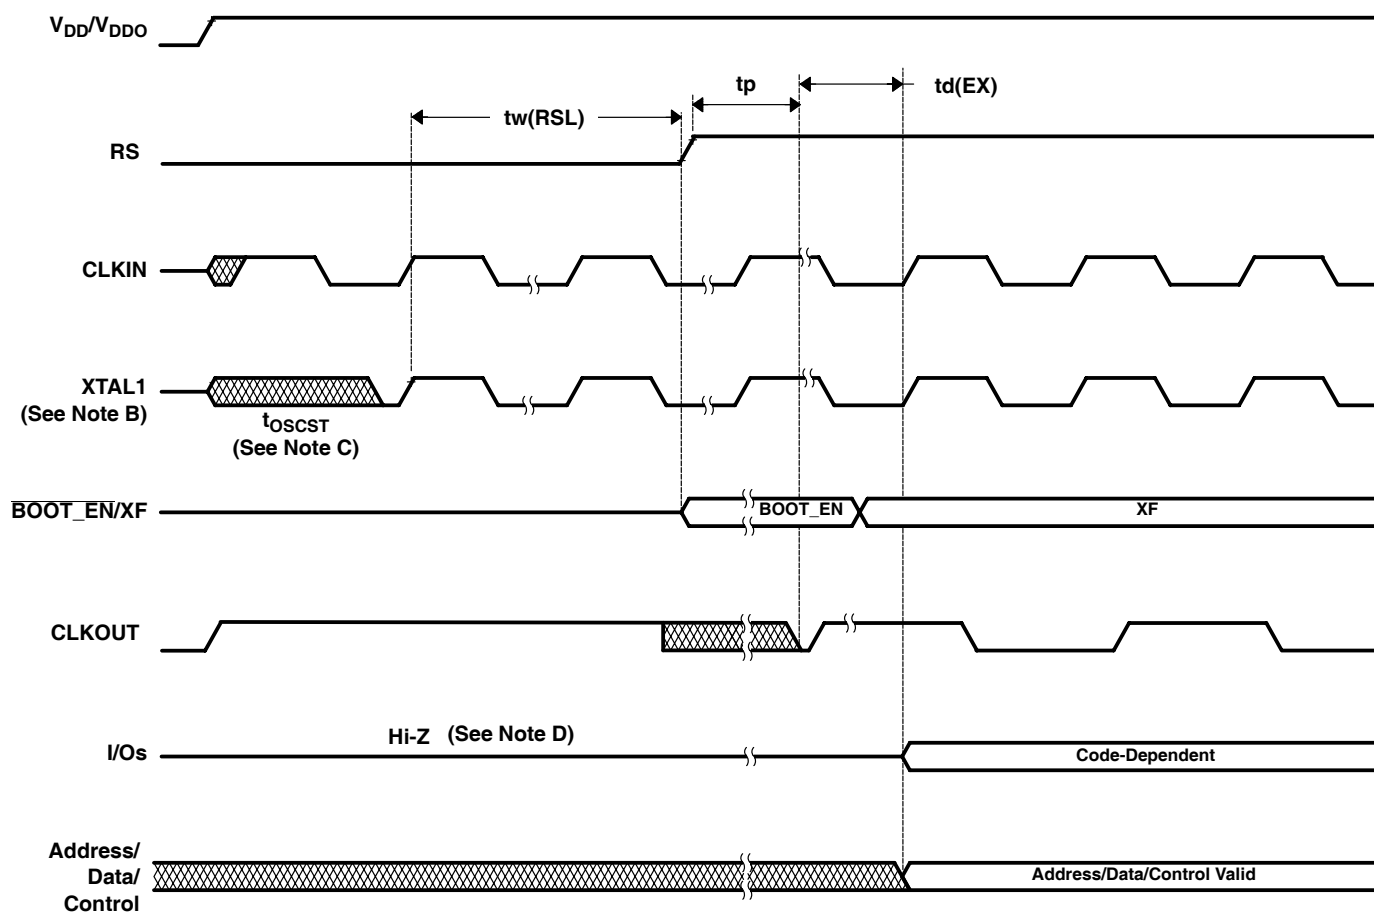 VDD/VDDO
tp
td(EX)
tw(RSL)
RS
CLKIN
XTAL1
(See Note B)
tOSCST
(See Note C)
BOOT_EN/XF
BOOT_EN
XF
CLKOUT
Hi-Z (See Note D)
I/Os
Code-Dependent
Address/
Data/
Control
Address/Data/Control Valid